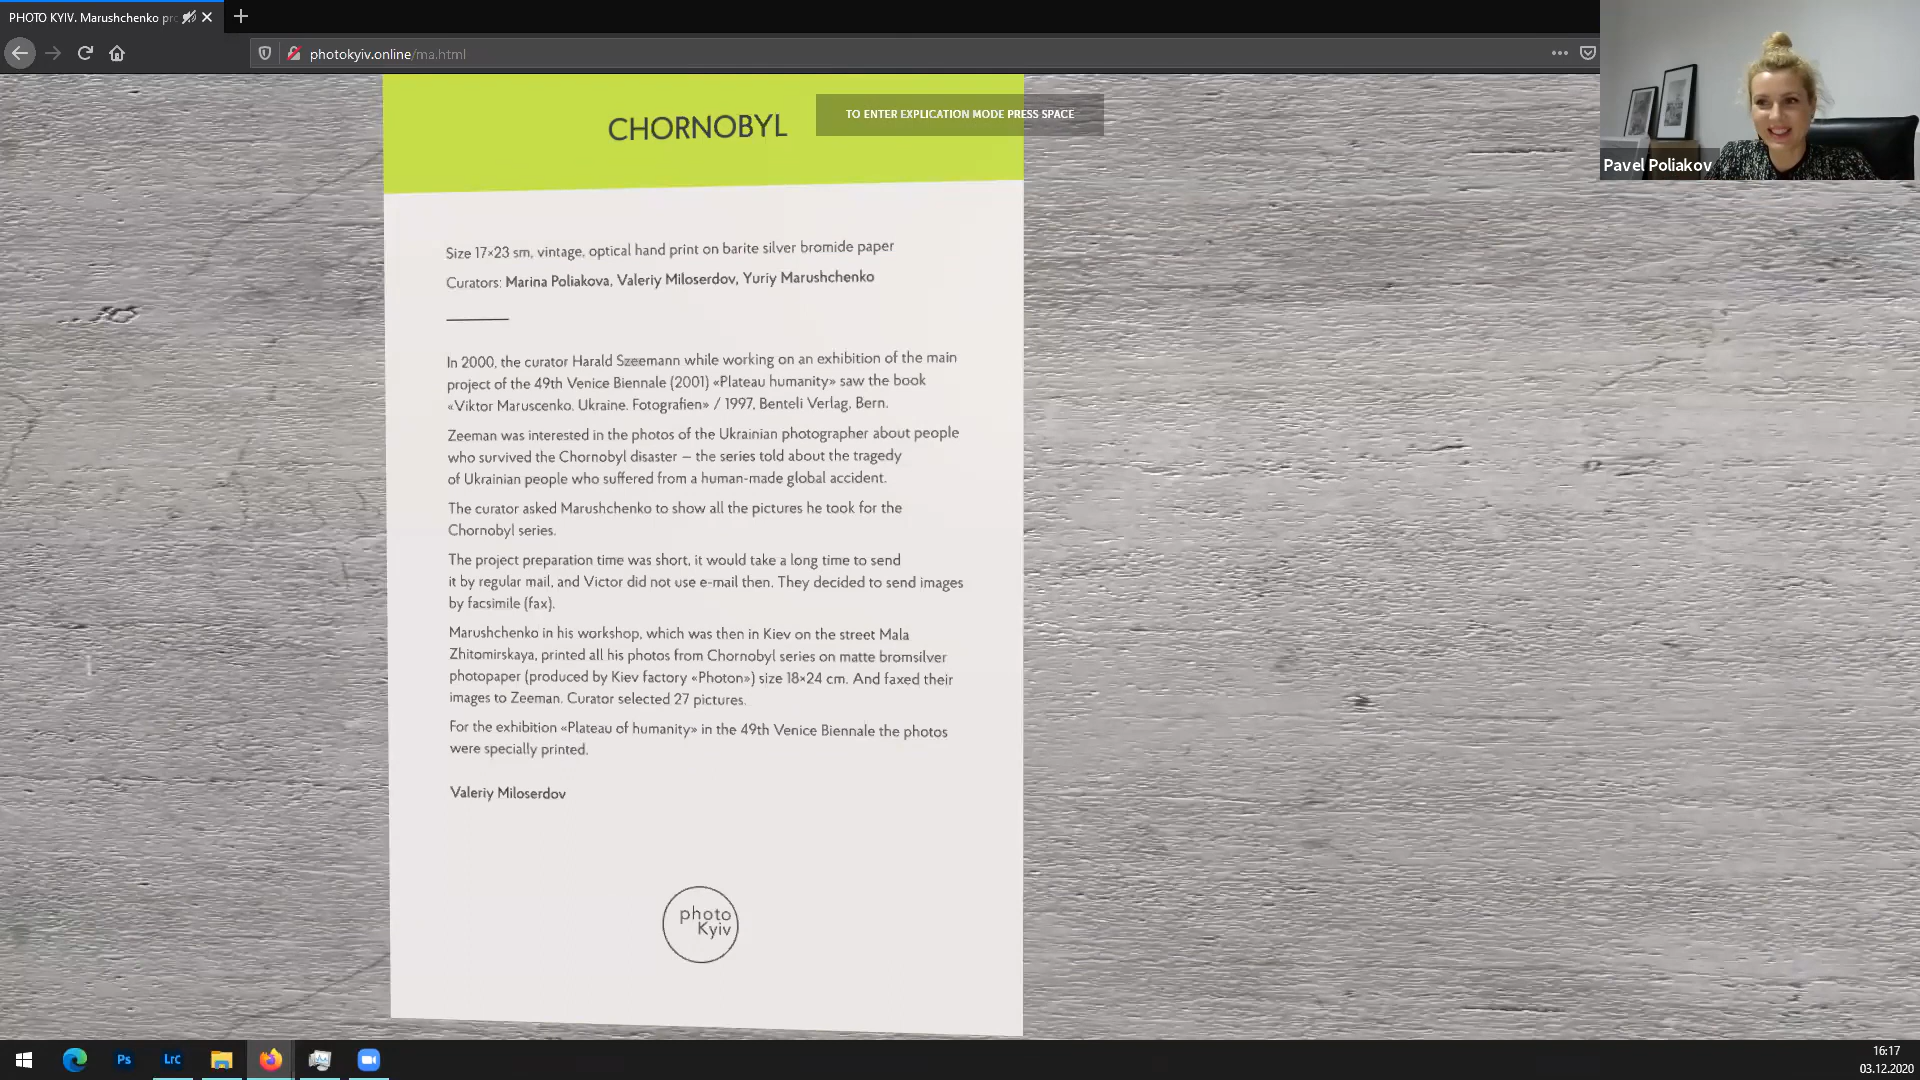 PHOTO KYIV. Marushchenko pro
photokyiv.online/ma.html
CHORNOBYL
TO ENTER EXPLICATION MODE PRESS SPACE
Pavel Poliakov
Size 17×23 sm, vintage, optical hand print on barite silver bromide paper
Curators: Marina Poliakova, Valeriy Miloserdov, Yuriy Marushchenko
In 2000, the curator Harald Szeemann while working on an exhibition of the main
project of the 49th Venice Biennale (2001) «Plateau humanity» saw the book
«Viktor Maruscenko. Ukraine. Fotografien» / 1997, Benteli Verlag, Bern.
Zeeman was interested in the photos of the Ukrainian photographer about people
who survived the Chornobyl disaster – the series told about the tragedy
of Ukrainian people who suffered from a human-made global accident.
The curator asked Marushchenko to show all the pictures he took for the
Chornobyl series.
The project preparation time was short, it would take a long time to send
it by regular mail, and Victor did not use e-mail then. They decided to send images
by facsimile (fax).
Marushchenko in his workshop, which was then in Kiev on the street Mala
Zhitomirskaya, printed all his photos from Chornobyl series on matte bromsilver
photopaper (produced by Kiev factory «Photon») size 18×24 cm. And faxed their
images to Zeeman. Curator selected 27 pictures.
For the exhibition «Plateau of humanity» in the 49th Venice Biennale the photos
were specially printed.
Valeriy Miloserdov
photo
Kyiv
Ps
Lrc
16:17
03.12.2020